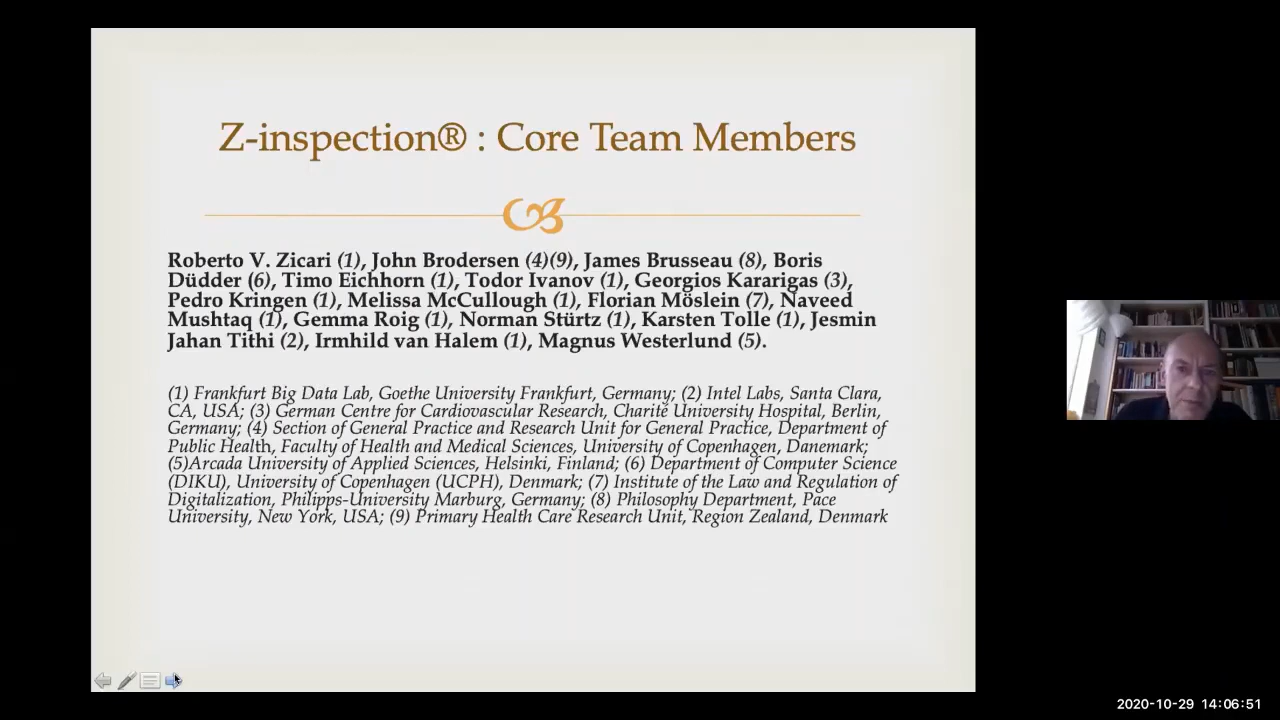 Z-inspection® : Core Team Members
Roberto V. Zicari (1), John Brodersen (4)(9), James Brusseau (8), Boris
Düdder (6), Timo Eichhorn (1), Todor Ivanov (1), Georgios Kararigas (3),
Pedro Kringen (1), Melissa McCullough (1), Florian Möslein (7), Naveed
Mushtaq (1), Gemma Roig (1), Norman Stürtz (1), Karsten Tolle (1), Jesmin
Jahan Tithi (2), Irmhild van Halem (1), Magnus Westerlund (5).
(1) Frankfurt Big Data Lab, Goethe University Frankfurt, Germany; (2) Intel Labs, Santa Clara,
CA, USA; (3) German Centre for Cardiovascular Research, Charité University Hospital, Berlin,
Germany; (4) Section of General Practice and Research Unit for General Practice, Department of
Public Health, Faculty of Health and Medical Sciences, University of Copenhagen, Danemark;
(5)Arcada University of Applied Sciences, Helsinki, Finland; (6) Department of Computer Science
(DIKU), University of Copenhagen (UCPH), Denmark; (7) Institute of the Law and Regulation of
Digitalization, Philipps-University Marburg, Germany; (8) Philosophy Department, Pace
University, New York, USA; (9) Primary Health Care Research Unit, Region Zealand, Denmark
2020-10-29 14:06:51